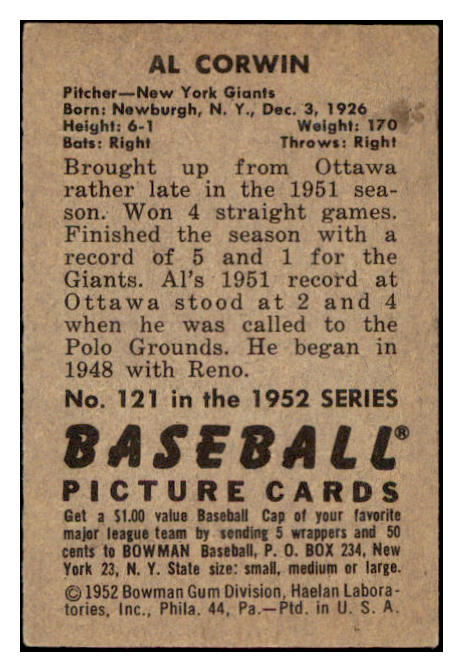 AL CORWIN
Pitcher—New York Giants
Born: Newburgh, N. Y., Dec. 3, 1926
Height: 6-1 Weight: 170
Bats: Right Throws: Right
Brought up from Ottawa
rather late in the 1951 sea-
son. Won 4 straight games.
Finished the season with a
record of 5 and 1 for the
Giants. Al's 1951 record at
Ottawa stood at 2 and 4
when he was called to the
Polo Grounds. He began in
1948 with Reno.
No. 121 in the 1952 SERIES
BASEBALL®
PICTURE CARDS
Get a $1.00 value Baseball Cap of your favorite
major league team by sending 5 wrappers and 50
cents to BOWMAN Baseball, P. O. BOX 234, New
York 23, N. Y. State size: small, medium or large.
©1952 Bowman Gum Division, Haelan Labora-
tories, Inc., Phila. 44, Pa.—Ptd. in U. S. A.